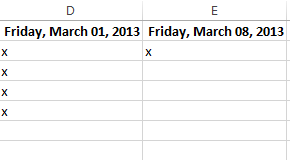 D E
Friday, March 01, 2013 Friday, March 08, 2013
x x
x
x
x